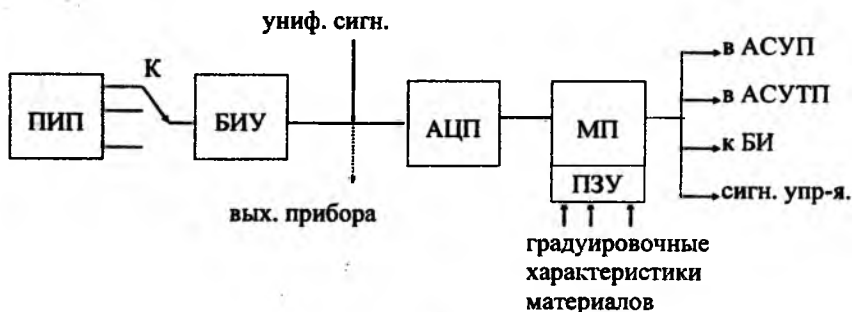 униф. сигн.
К
ПИП
БИУ
АЦП
МП
ПЗУ
в АСУП
в АСУТП
к БИ
сигн. упр-я.
вых. прибора
градуировочные
характеристики
материалов